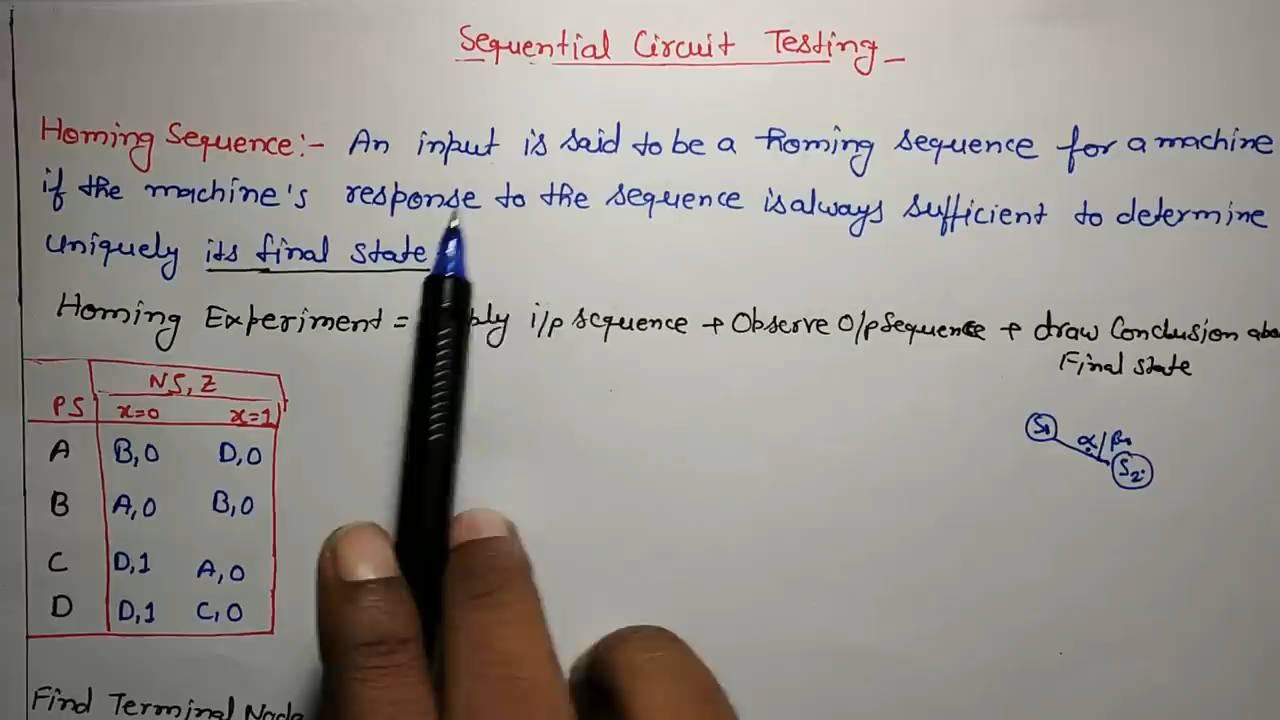 Sequential Circuit Testing
Homing Sequence:- An input is said to be a Homing sequence for a machine
if the machine's response to the sequence is always sufficient to determine
Uniquely its final state
Homing Experiment = i/p sequence + Observe O/p Sequence + draw Conclusion
Final state
NS, Z
PS x=0 x=1
A B,0 D,0
B A,0 B,0
C D,1 A,0
D D,1 C,0
S1
α/β
S2
Find Terminal Node